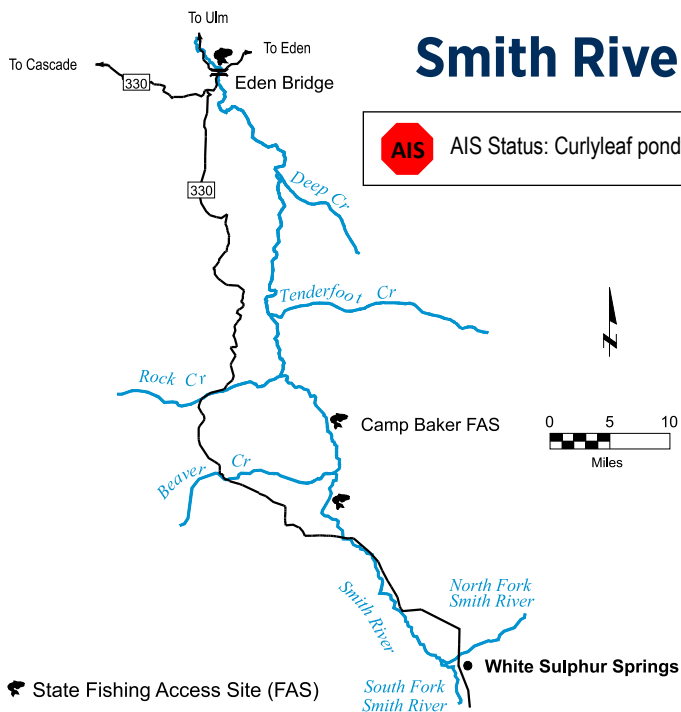 To Ulm
To Eden
To Cascade
330
Eden Bridge
Smith Rive
AIS
AIS Status: Curlyleaf pond
330
Deep Cr
Tenderfoot Cr
Rock Cr
Camp Baker FAS
0 5 10
Miles
Beaver Cr
Smith River
North Fork
Smith River
White Sulphur Springs
South Fork
Smith River
State Fishing Access Site (FAS)
N